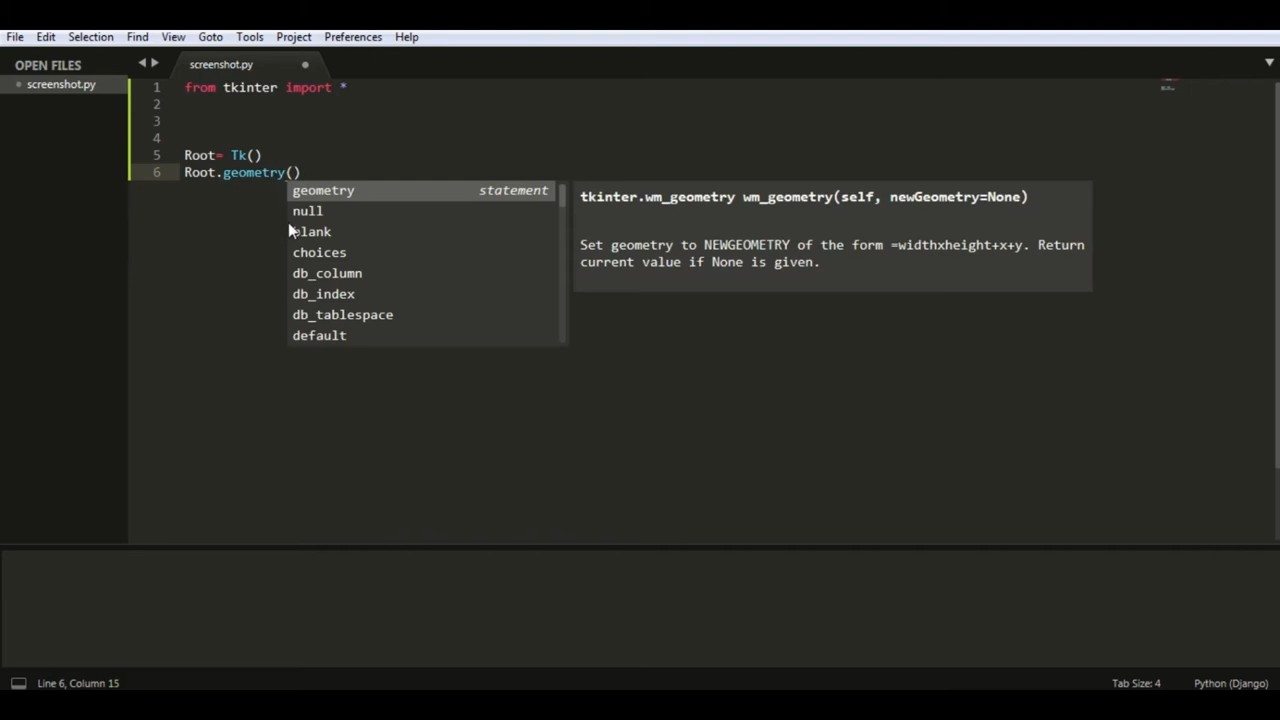 File Edit Selection Find View Goto Tools Project Preferences Help
OPEN FILES
screenshot.py
screenshot.py
1 from tkinter import *
2
3
4
5 Root= Tk()
6 Root.geometry()
geometry statement
null
blank
choices
db_column
db_index
db_tablespace
default
tkinter.wm_geometry wm_geometry(self, newGeometry=None)
Set geometry to NEWGEOMETRY of the form =widthxheight+x+y. Return
current value if None is given.
Line 6, Column 15
Tab Size: 4
Python (Django)